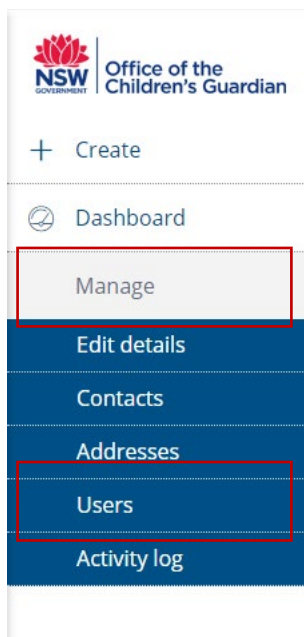 NSW
GOVERNMENT
Office of the
Children's Guardian
Create
Dashboard
Manage
Edit details
Contacts
Addresses
Users
Activity log